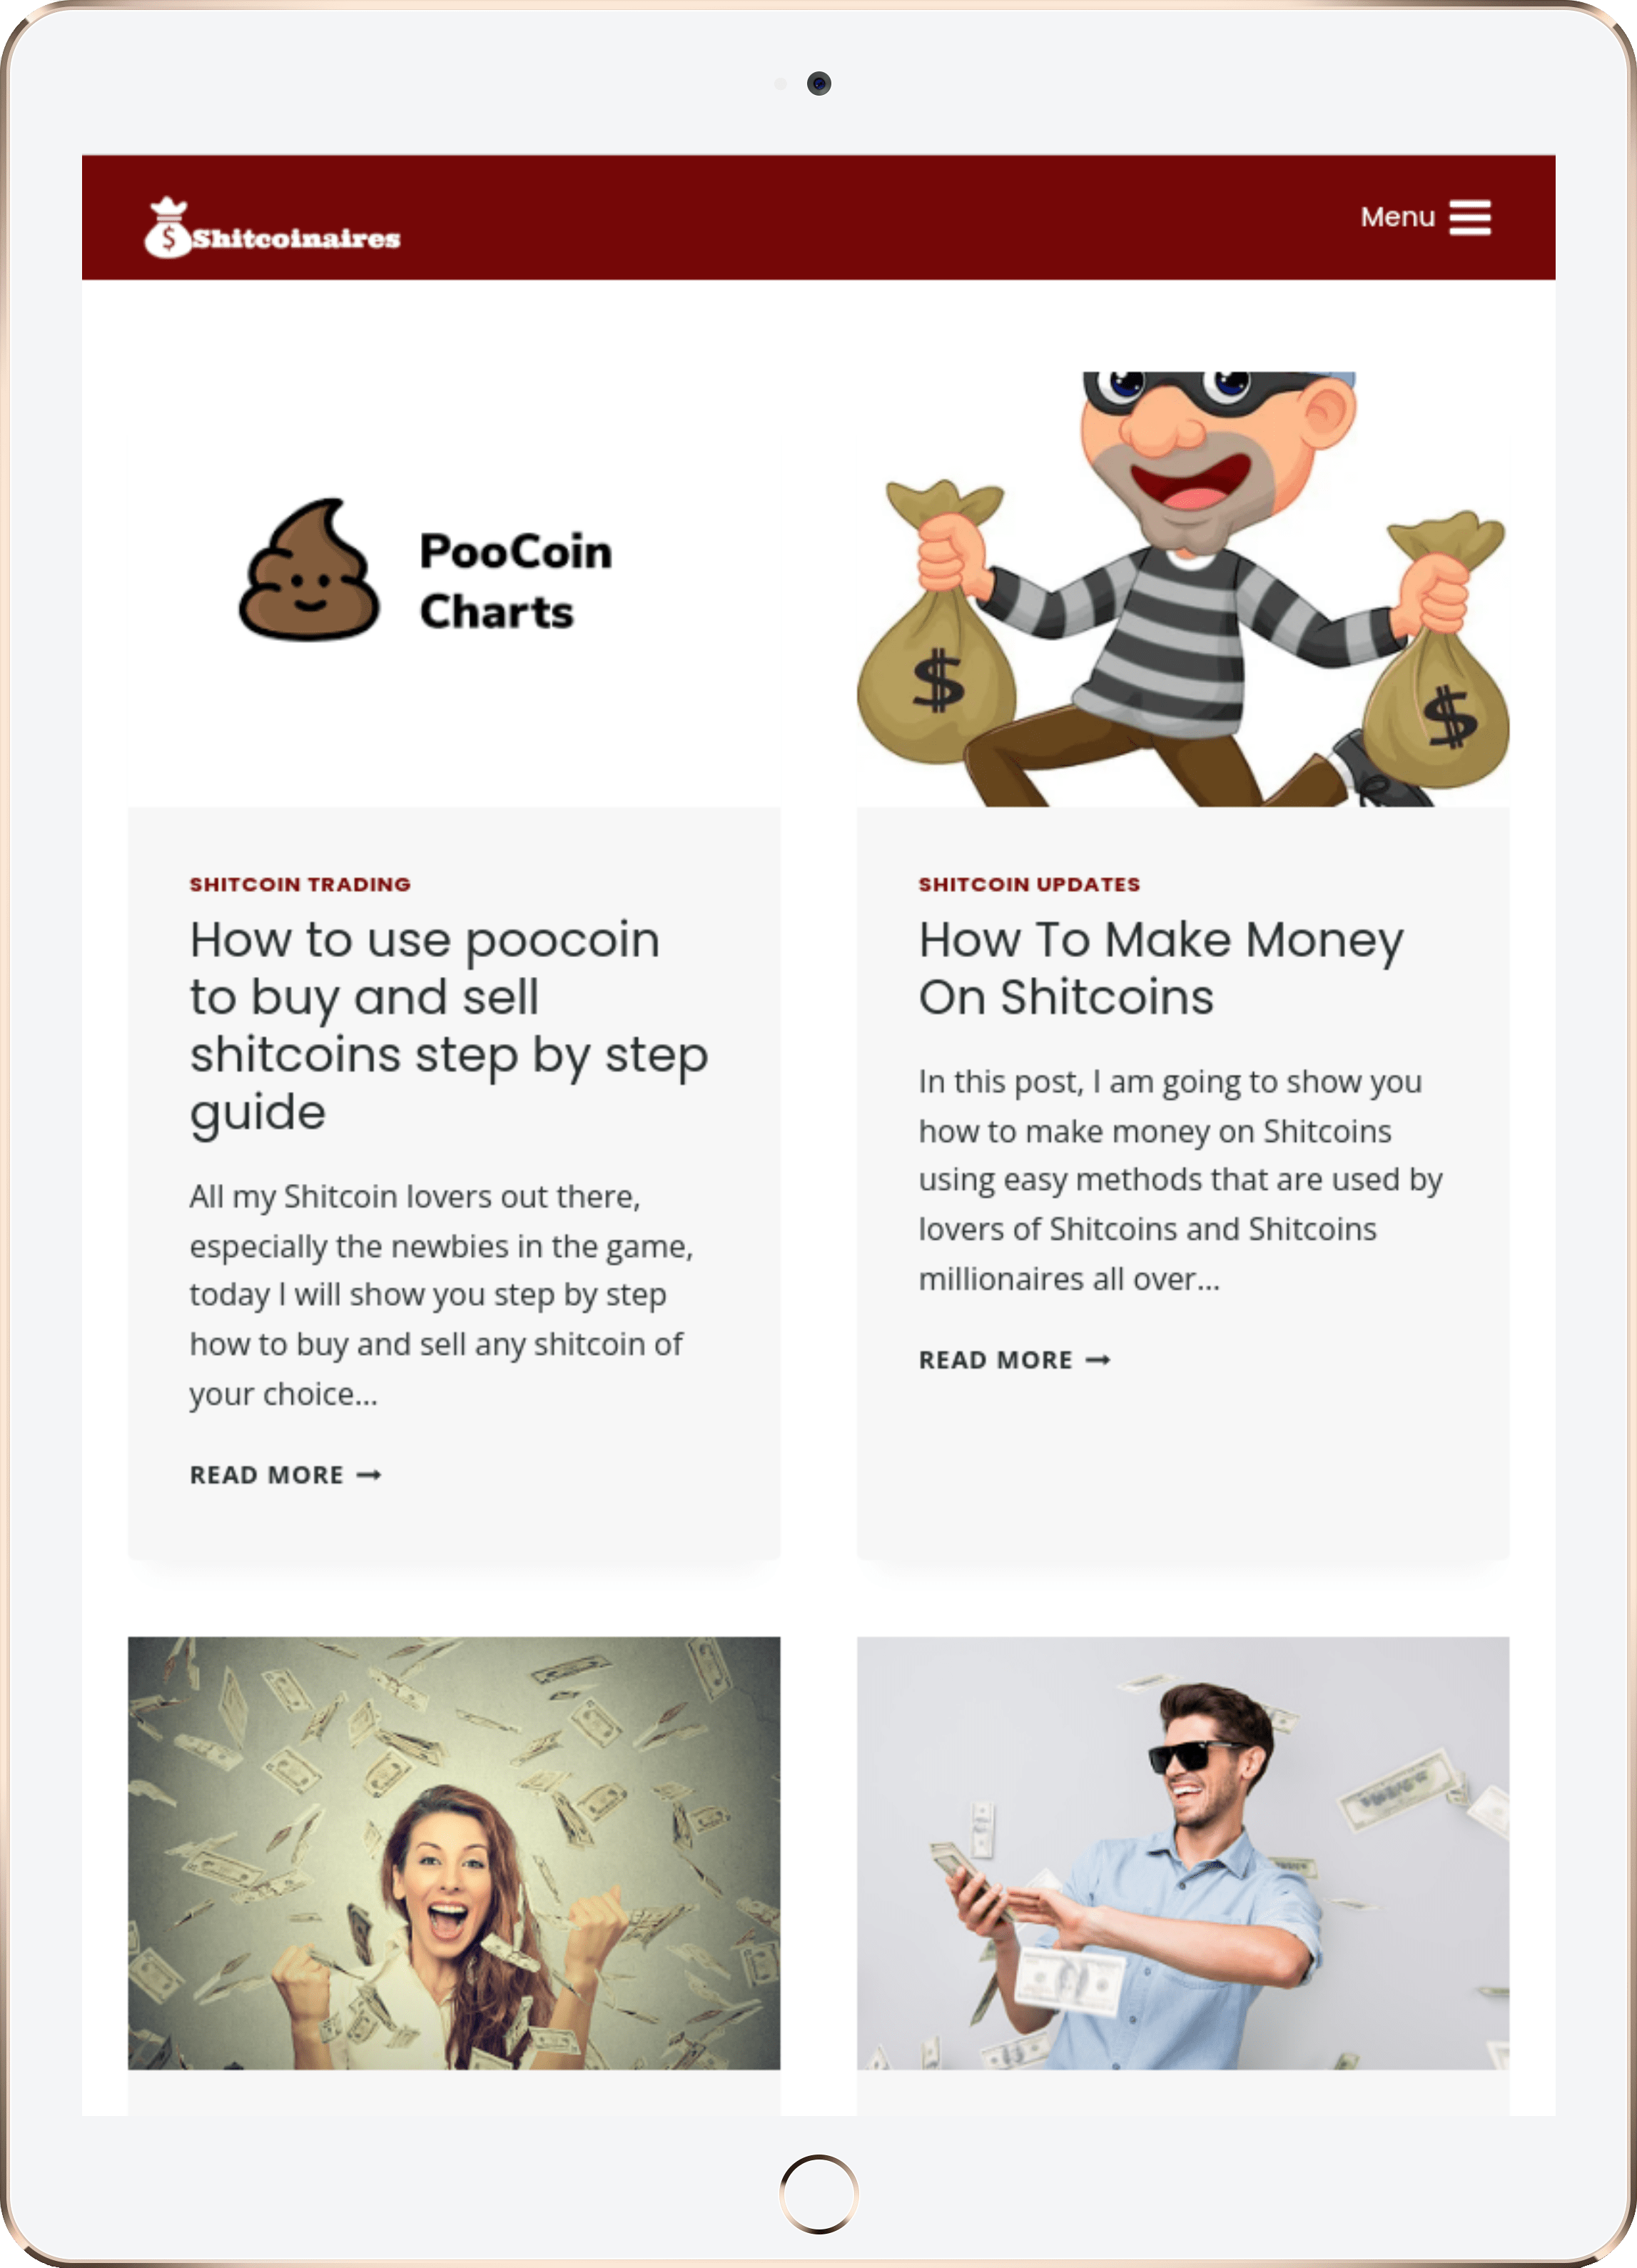 Shitcoinaires
Menu
PooCoin
Charts
$
$
SHITCOIN TRADING
How to use poocoin
to buy and sell
shitcoins step by step
guide
All my Shitcoin lovers out there,
especially the newbies in the game,
today I will show you step by step
how to buy and sell any shitcoin of
your choice...
READ MORE →
SHITCOIN UPDATES
How To Make Money
On Shitcoins
In this post, I am going to show you
how to make money on Shitcoins
using easy methods that are used by
lovers of Shitcoins and Shitcoins
millionaires all over...
READ MORE →